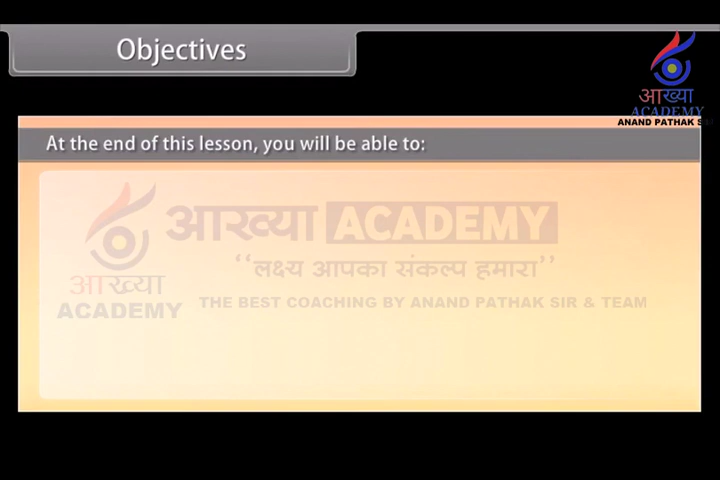 Objectives
आख्या
ACADEMY
ANAND PATHAK
At the end of this lesson, you will be able to:
आख्या ACADEMY
‘‘लक्ष्य आपका संकल्प हमारा’’
आख्या
ACADEMY
THE BEST COACHING BY ANAND PATHAK SIR & TEAM